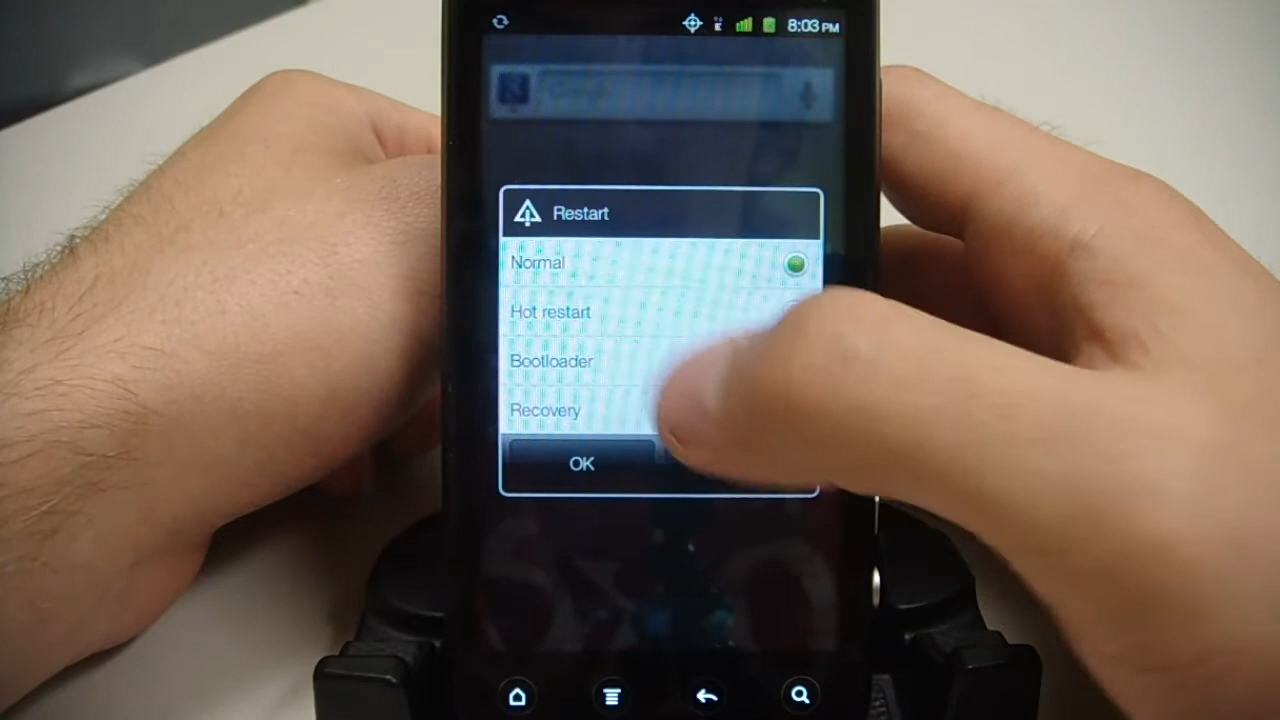 8:03 PM
Restart
Normal
Hot restart
Bootloader
Recovery
OK